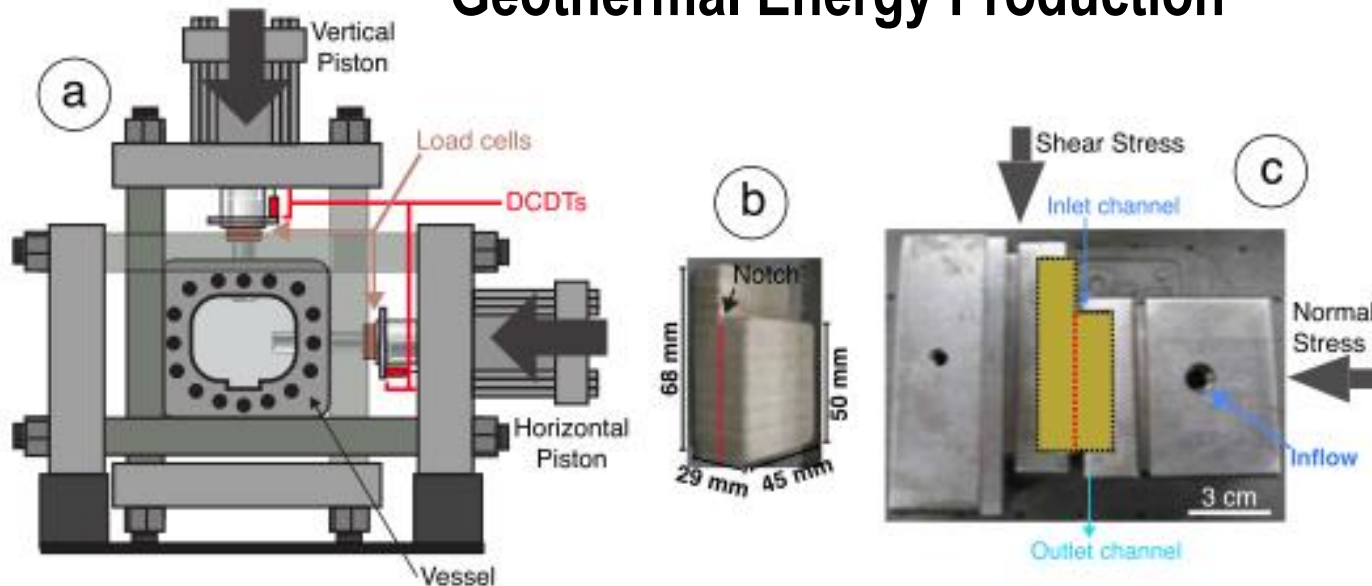 Geothermal Energy Production
a
Vertical
Piston
Load cells
DCDTs
Horizontal
Piston
Vessel
b
Notch
68 mm
50 mm
29 mm
45 mm
c
Shear Stress
Inlet channel
Normal
Stress
Inflow
3 cm
Outlet channel